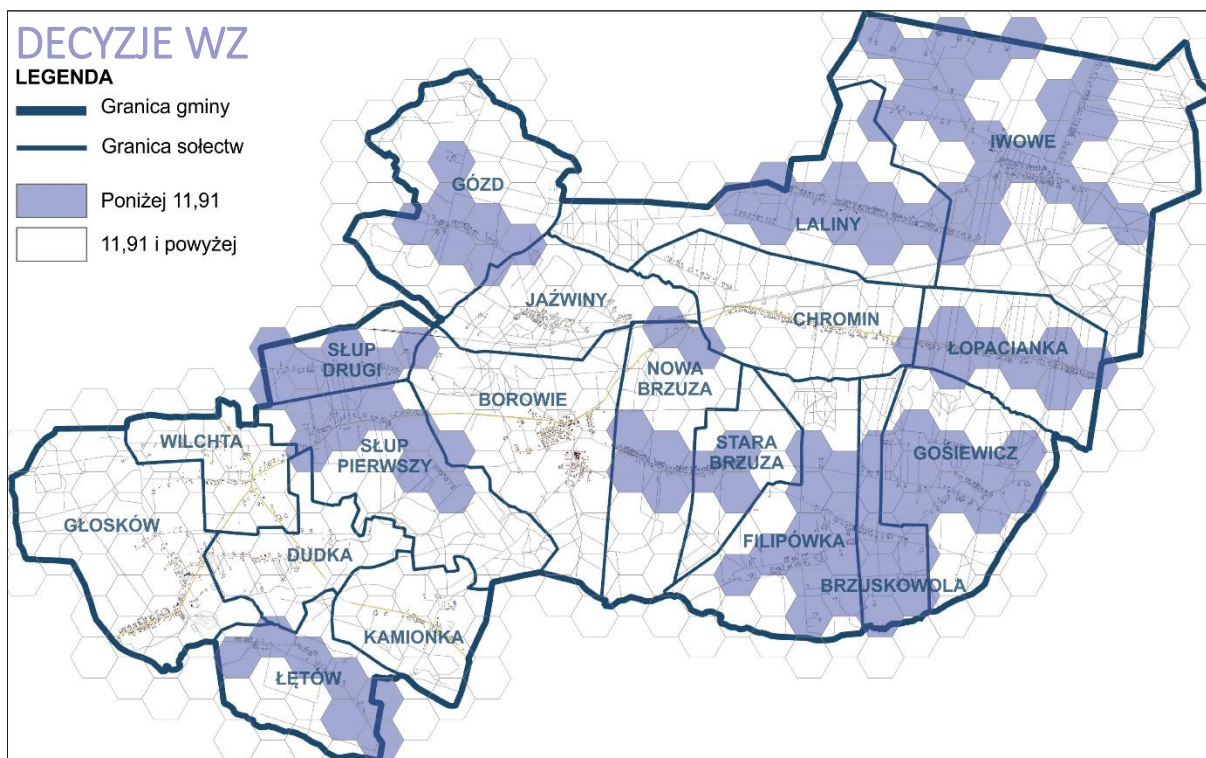 DECYZJE WZ
LEGENDA
Granica gminy
Granica sołectw
Poniżej 11,91
11,91 i powyżej
IWOWE
GÓZD
LALINY
JAŹWINY
CHROMIN
ŁOPACIANKA
SŁUP
DRUGI
NOWA
BRZUZA
BOROWIE
WILCHTA
SŁUP
PIERWSZY
STARA
BRZUZA
GOSIEWICZ
GŁOSKÓW
DUDKA
FILIPÓWKA
BRZUSKOWOLA
KAMIONKA
ŁĘTÓW